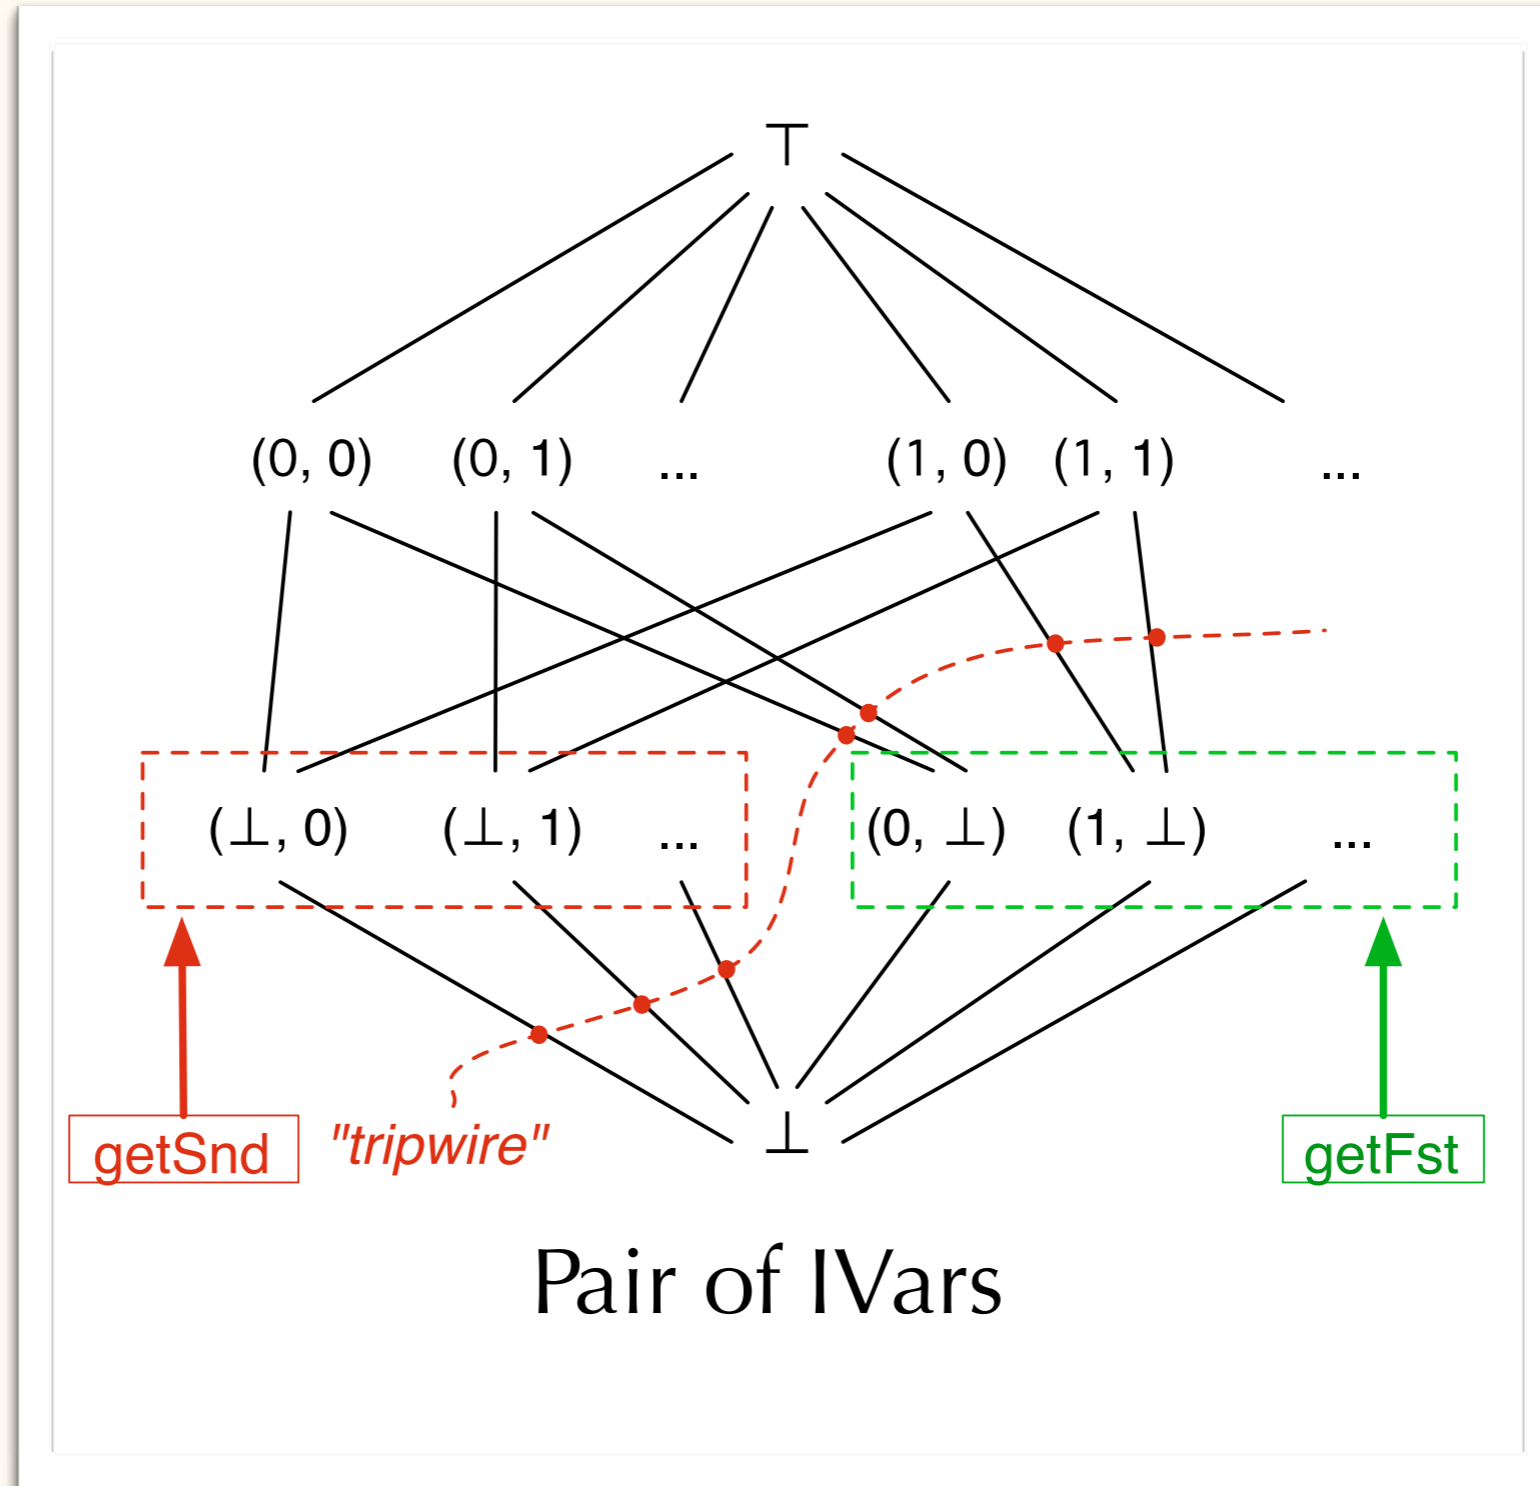 ⊤
(0, 0) (0, 1) ... (1, 0) (1, 1) ...
(⊥, 0) (⊥, 1) ... (0, ⊥) (1, ⊥) ...
getSnd "tripwire" ⊥ getFst
Pair of IVars